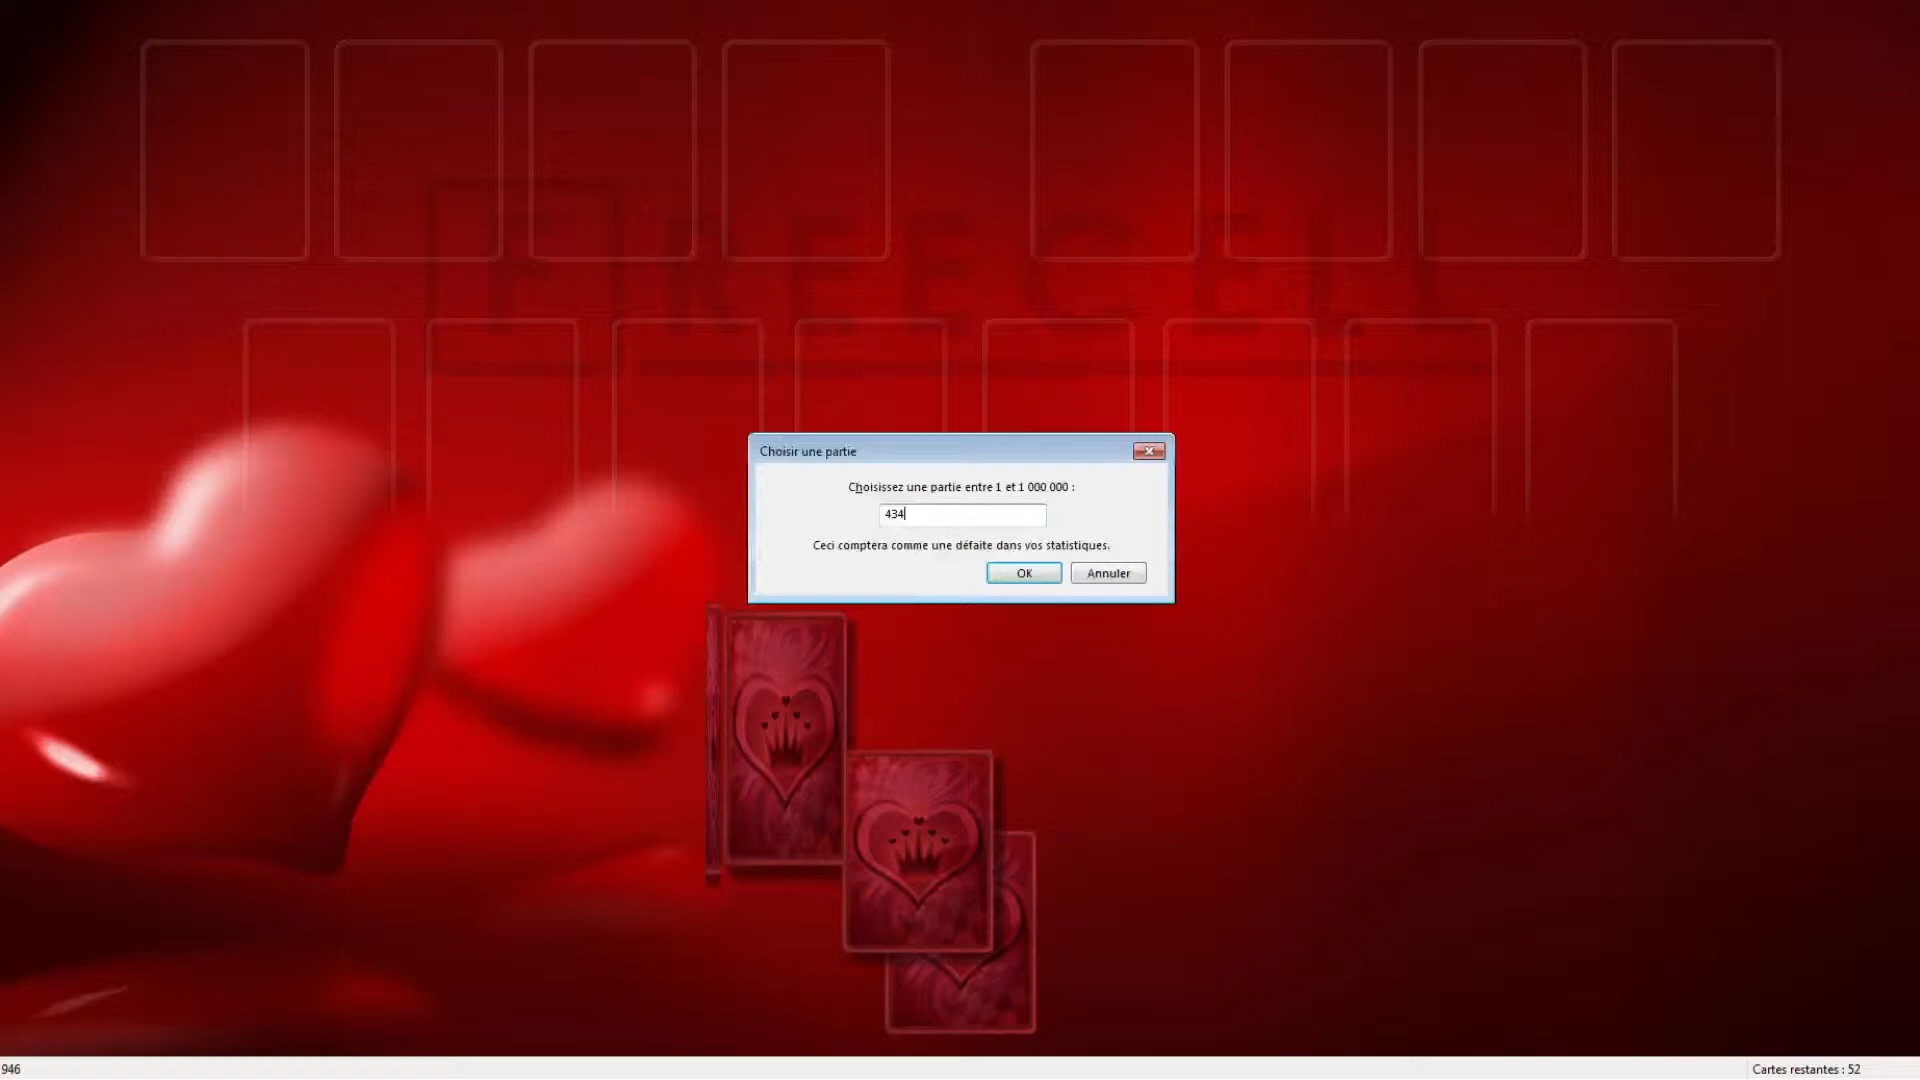 FREECELL
Choisir une partie
Choisissez une partie entre 1 et 1 000 000 :
434
Ceci comptera comme une défaite dans vos statistiques.
OK
Annuler
946
Cartes restantes : 52